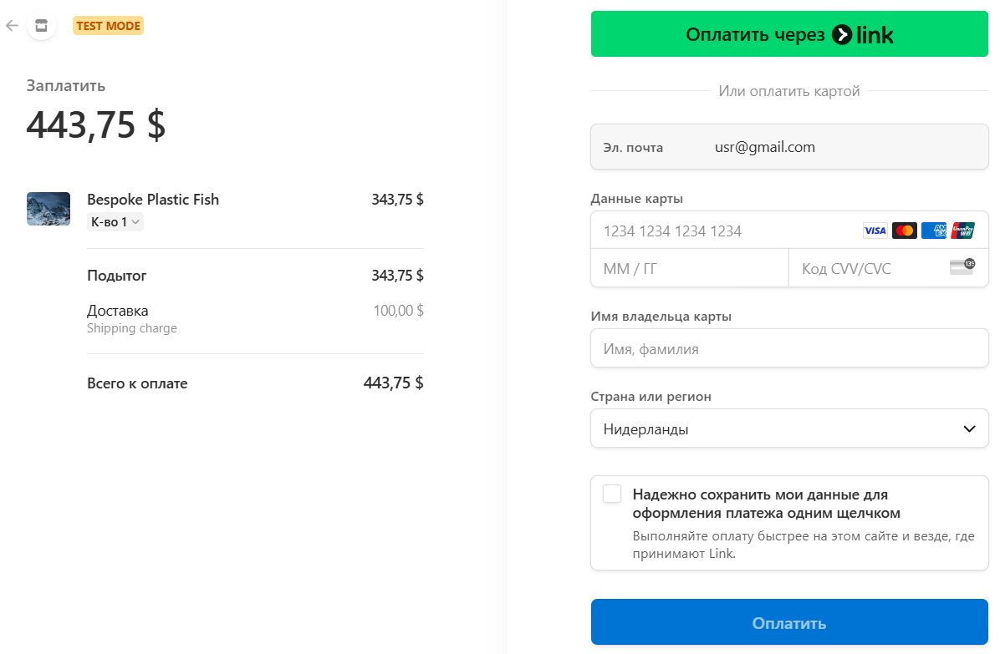 TEST MODE
Заплатить
443,75 $
Bespoke Plastic Fish 343,75 $
К-во 1
Подытог 343,75 $
Доставка 100,00 $
Shipping charge
Всего к оплате 443,75 $
Оплатить через link
Или оплатить картой
Эл. почта usr@gmail.com
Данные карты
1234 1234 1234 1234 VISA AMEX UnionPay
ММ / ГГ Код CVV/CVC 135
Имя владельца карты
Имя, фамилия
Страна или регион
Нидерланды
Надежно сохранить мои данные для
оформления платежа одним щелчком
Выполняйте оплату быстрее на этом сайте и везде, где
принимают Link.
Оплатить